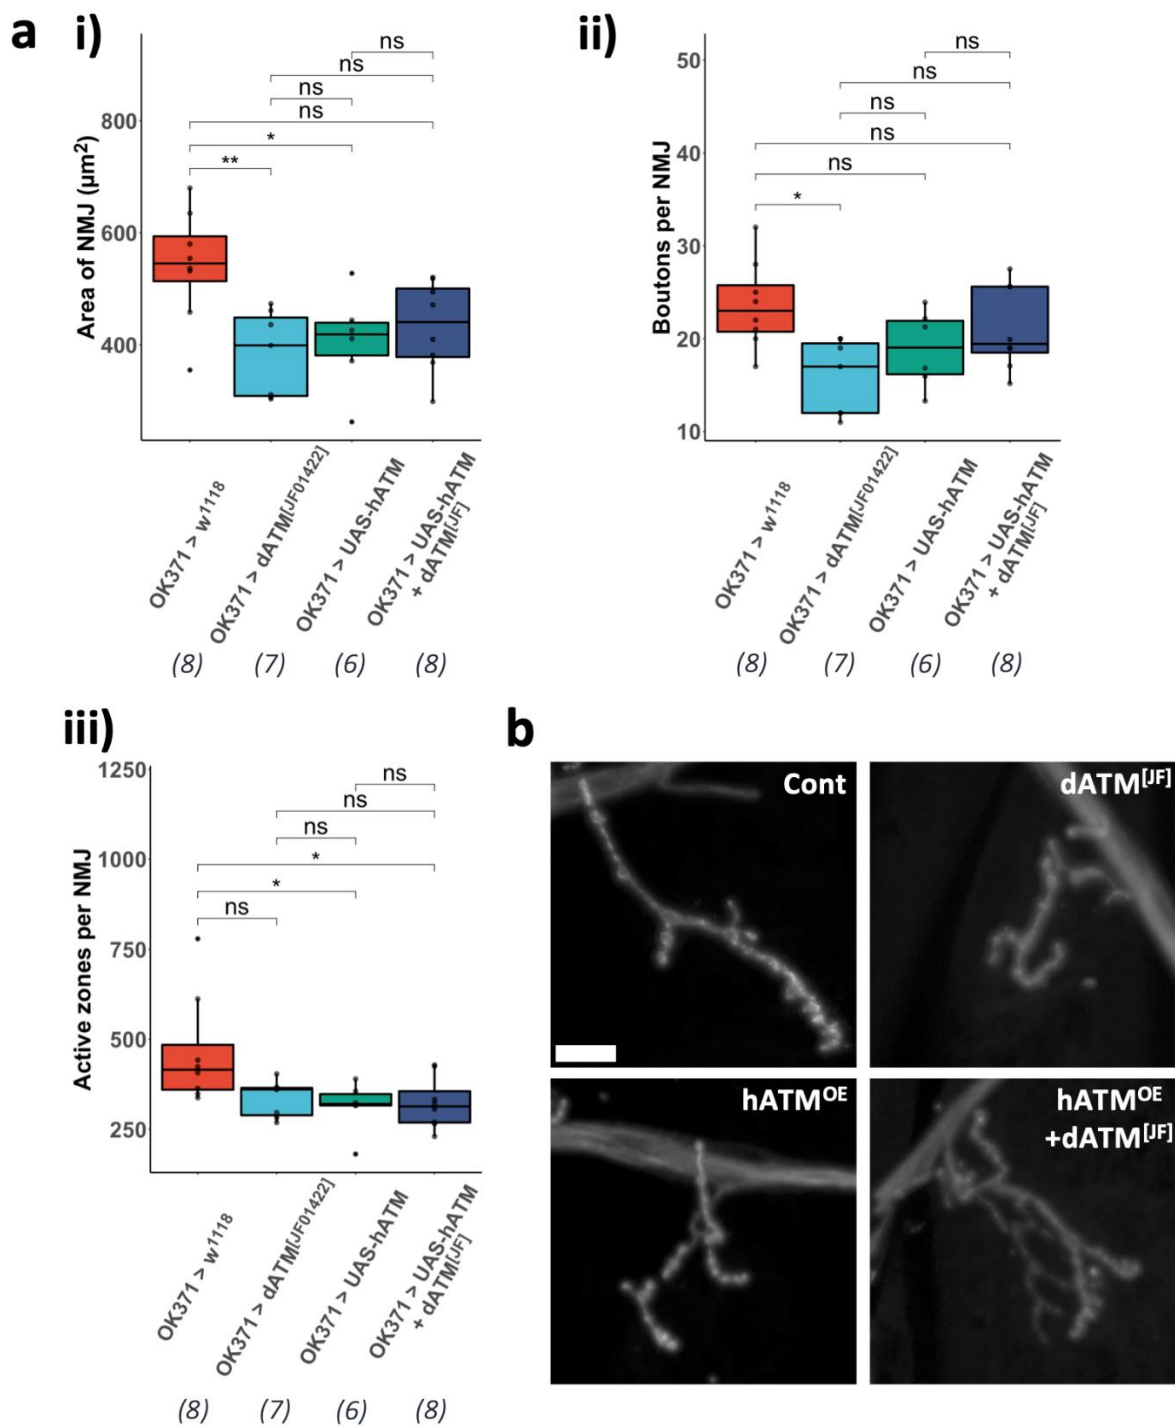 a i)
ns
ns
ns
ns
*
**
Area of NMJ (µm²)
800
600
400
OK371 > w¹¹¹⁸
OK371 > dATM[JF01422]
OK371 > UAS-hATM
OK371 > UAS-hATM
+ dATM[JF]
(8) (7) (6) (8)
ii)
ns
ns
ns
ns
ns
*
Boutons per NMJ
50
40
30
20
10
OK371 > w¹¹¹⁸
OK371 > dATM[JF01422]
OK371 > UAS-hATM
OK371 > UAS-hATM
+ dATM[JF]
(8) (7) (6) (8)
iii)
ns
ns
ns
*
*
ns
Active zones per NMJ
1250
1000
750
500
250
OK371 > w¹¹¹⁸
OK371 > dATM[JF01422]
OK371 > UAS-hATM
OK371 > UAS-hATM
+ dATM[JF]
(8) (7) (6) (8)
b
Cont
dATM[JF]
hATMᴼᴱ
hATMᴼᴱ
+dATM[JF]